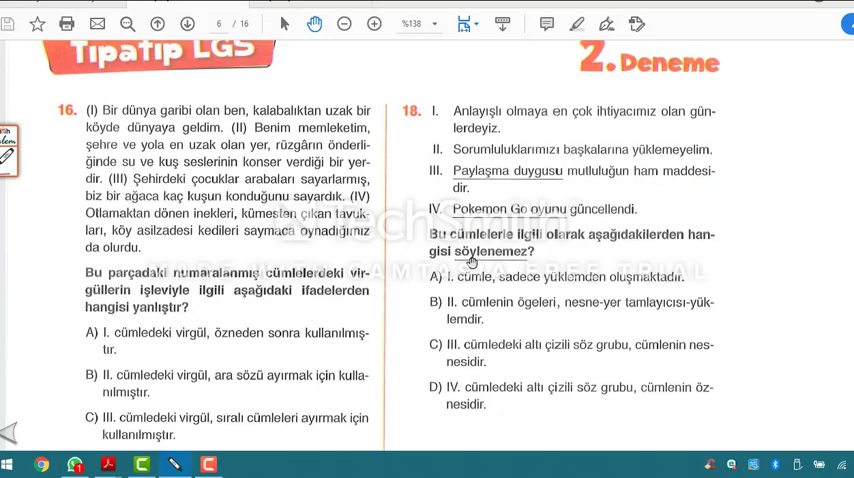 6 / 16
%138
Tıpatıp LGS
2. Deneme
16. (I) Bir dünya garibi olan ben, kalabalıktan uzak bir
köyde dünyaya geldim. (II) Benim memleketim,
şehre ve yola en uzak olan yer, rüzgârın önderli-
ğinde su ve kuş seslerinin konser verdiği bir yer-
dir. (III) Şehirdeki çocuklar arabaları sayarlarmış,
biz bir ağaca kaç kuşun konduğunu sayardık. (IV)
Otlamaktan dönen inekleri, kümesten çıkan tavuk-
ları, köy asilzadesi kedileri saymaca oynadığımız
da olurdu.
Bu parçadaki numaralanmış cümlelerdeki vir-
güllerin işleviyle ilgili aşağıdaki ifadelerden
hangisi yanlıştır?
A) I. cümledeki virgül, özneden sonra kullanılmış-
tır.
B) II. cümledeki virgül, ara sözü ayırmak için kulla-
nılmıştır.
C) III. cümledeki virgül, sıralı cümleleri ayırmak için
kullanılmıştır.
18. I. Anlayışlı olmaya en çok ihtiyacımız olan gün-
lerdeyiz.
II. Sorumluluklarımızı başkalarına yüklemeyelim.
III. Paylaşma duygusu mutluluğun ham maddesi-
dir.
IV. Pokemon Go oyunu güncellendi.
Bu cümlelerle ilgili olarak aşağıdakilerden han-
gisi söylenemez?
A) I. cümle, sadece yüklemden oluşmaktadır.
B) II. cümlenin ögeleri, nesne-yer tamlayıcısı-yük-
lemdir.
C) III. cümledeki altı çizili söz grubu, cümlenin nes-
nesidir.
D) IV. cümledeki altı çizili söz grubu, cümlenin öz-
nesidir.
TechSmith
MADE WITH CAMTASIA FREE TRIAL